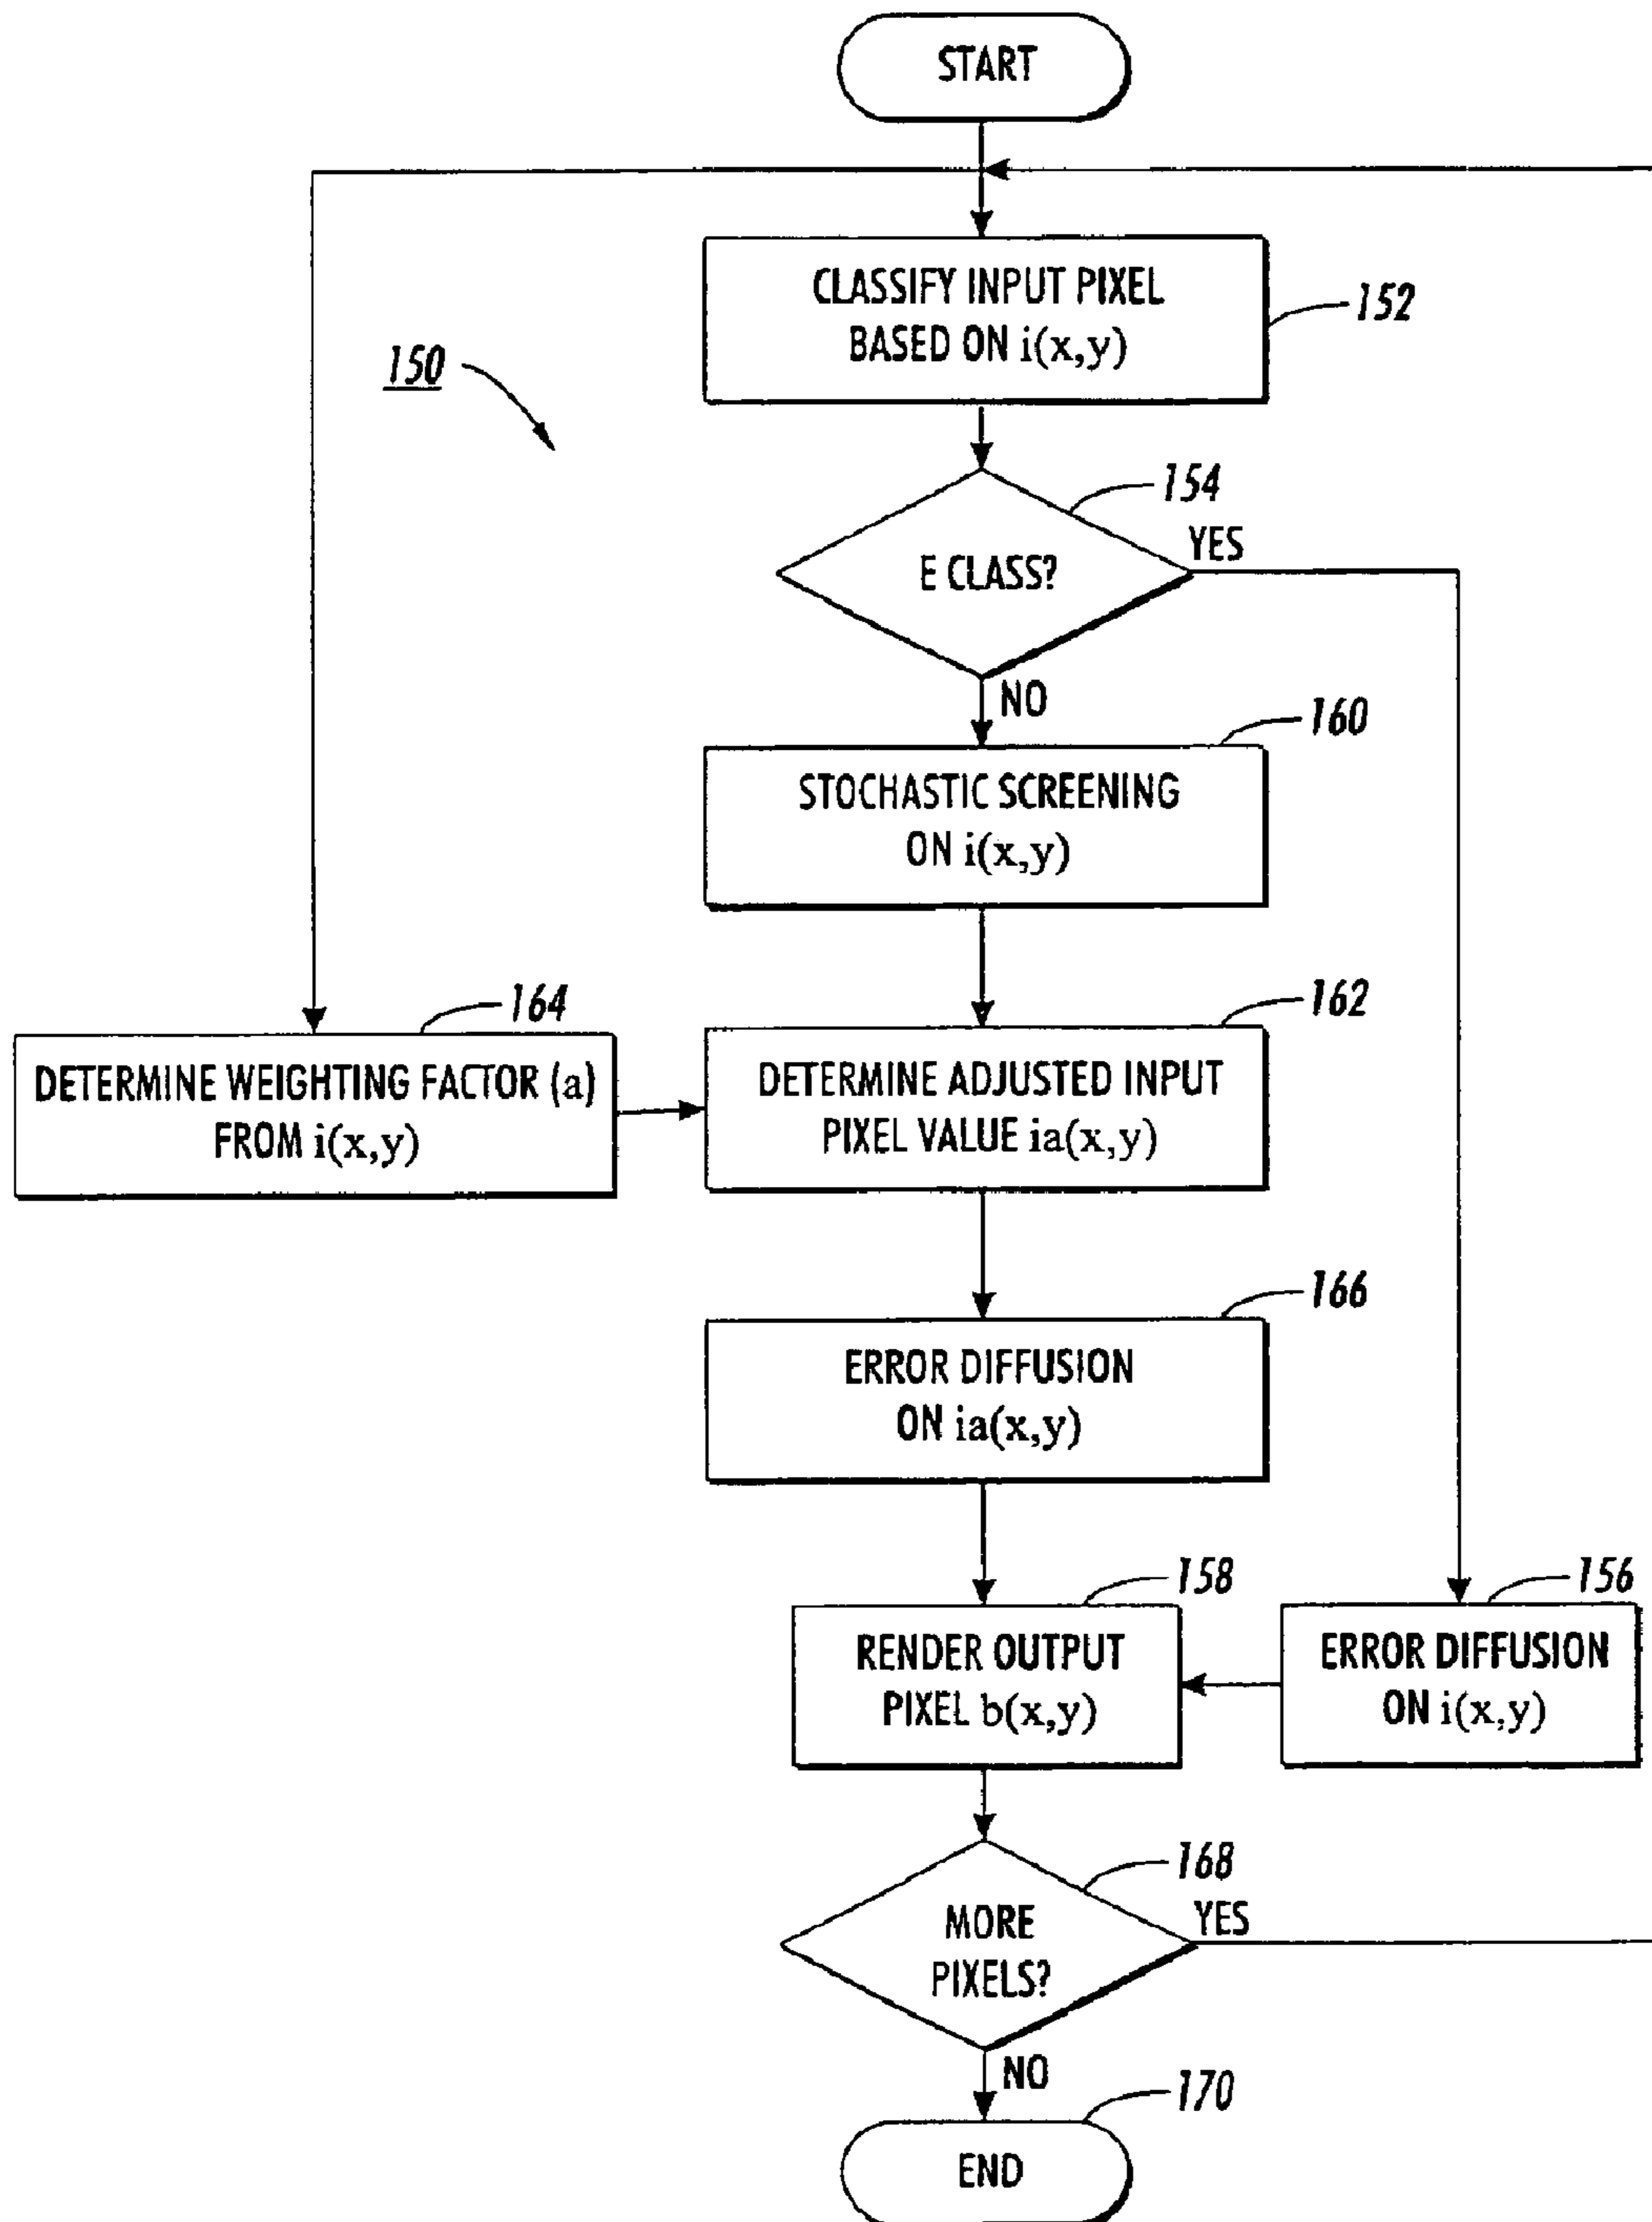 START
CLASSIFY INPUT PIXEL
BASED ON i(x,y)
152
150
154
E CLASS?
YES
NO
160
STOCHASTIC SCREENING
ON i(x,y)
164
DETERMINE WEIGHTING FACTOR (a)
FROM i(x,y)
162
DETERMINE ADJUSTED INPUT
PIXEL VALUE ia(x,y)
166
ERROR DIFFUSION
ON ia(x,y)
158
RENDER OUTPUT
PIXEL b(x,y)
156
ERROR DIFFUSION
ON i(x,y)
168
MORE
PIXELS?
YES
NO
170
END